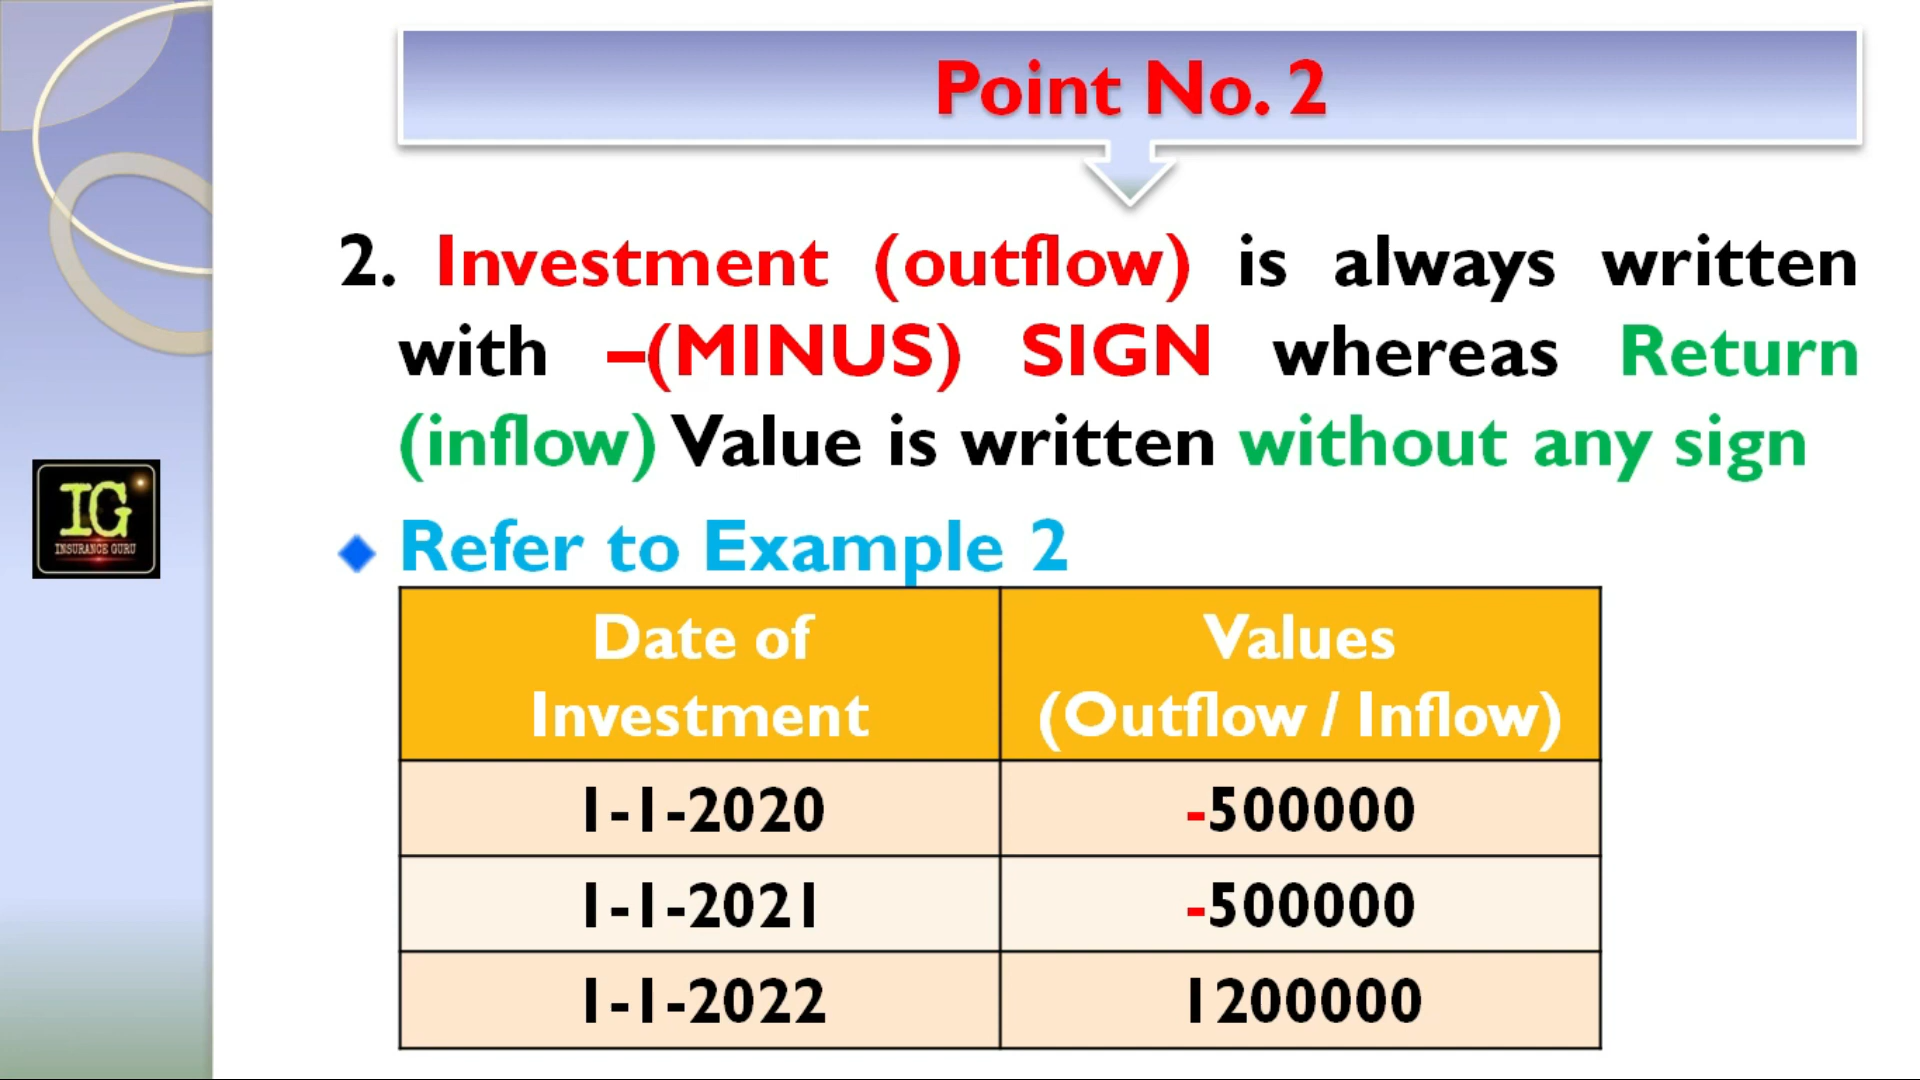 Point No. 2
2. Investment (outflow) is always written
with –(MINUS) SIGN whereas Return
(inflow) Value is written without any sign
Refer to Example 2
Date of
Investment
Values
(Outflow / Inflow)
1-1-2020
-500000
1-1-2021
-500000
1-1-2022
1200000
IG
INSURANCE GURU